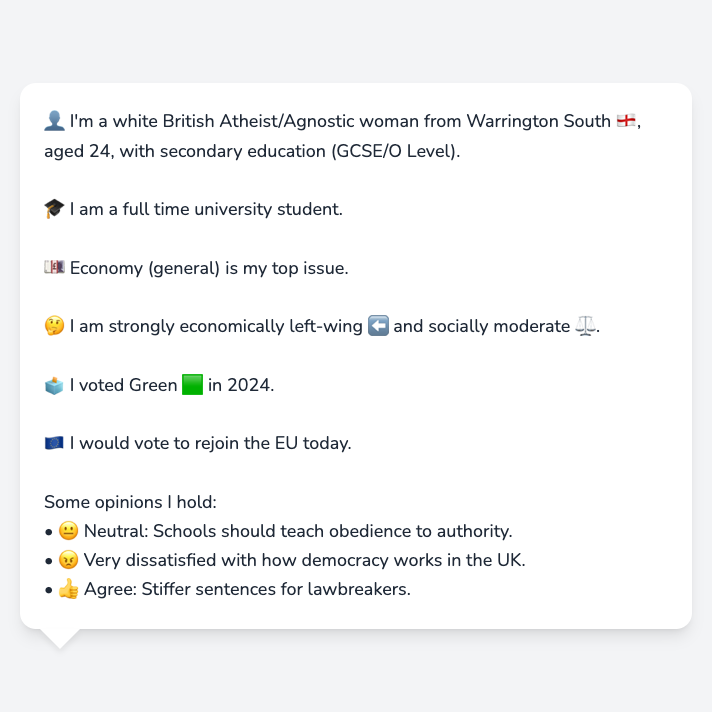 👤 I'm a white British Atheist/Agnostic woman from Warrington South 🏴󠁧󠁢󠁥󠁮󠁧󠁿,
aged 24, with secondary education (GCSE/O Level).
🎓 I am a full time university student.
💷 Economy (general) is my top issue.
🤔 I am strongly economically left-wing ⬅️ and socially moderate ⚖️.
🗳️ I voted Green 🟩 in 2024.
🇪🇺 I would vote to rejoin the EU today.
Some opinions I hold:
• 😐 Neutral: Schools should teach obedience to authority.
• 😠 Very dissatisfied with how democracy works in the UK.
• 👍 Agree: Stiffer sentences for lawbreakers.